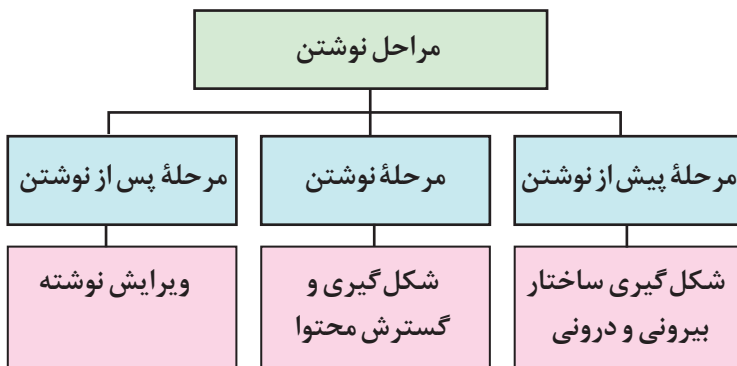 مراحل نوشتن
مرحلهٔ پیش از نوشتن
مرحلهٔ نوشتن
مرحلهٔ پس از نوشتن
شکل‌گیری ساختار
بیرونی و درونی
شکل‌گیری و
گسترش محتوا
ویرایش نوشته